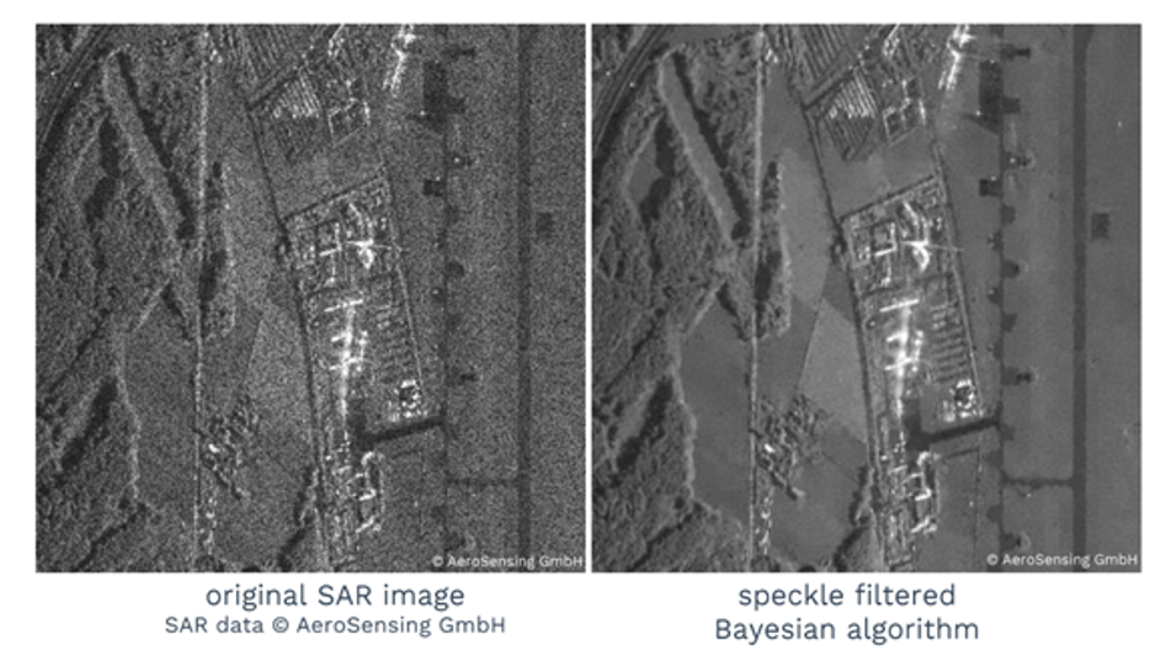 © AeroSensing GmbH
© AeroSensing GmbH
original SAR image
SAR data © AeroSensing GmbH
speckle filtered
Bayesian algorithm